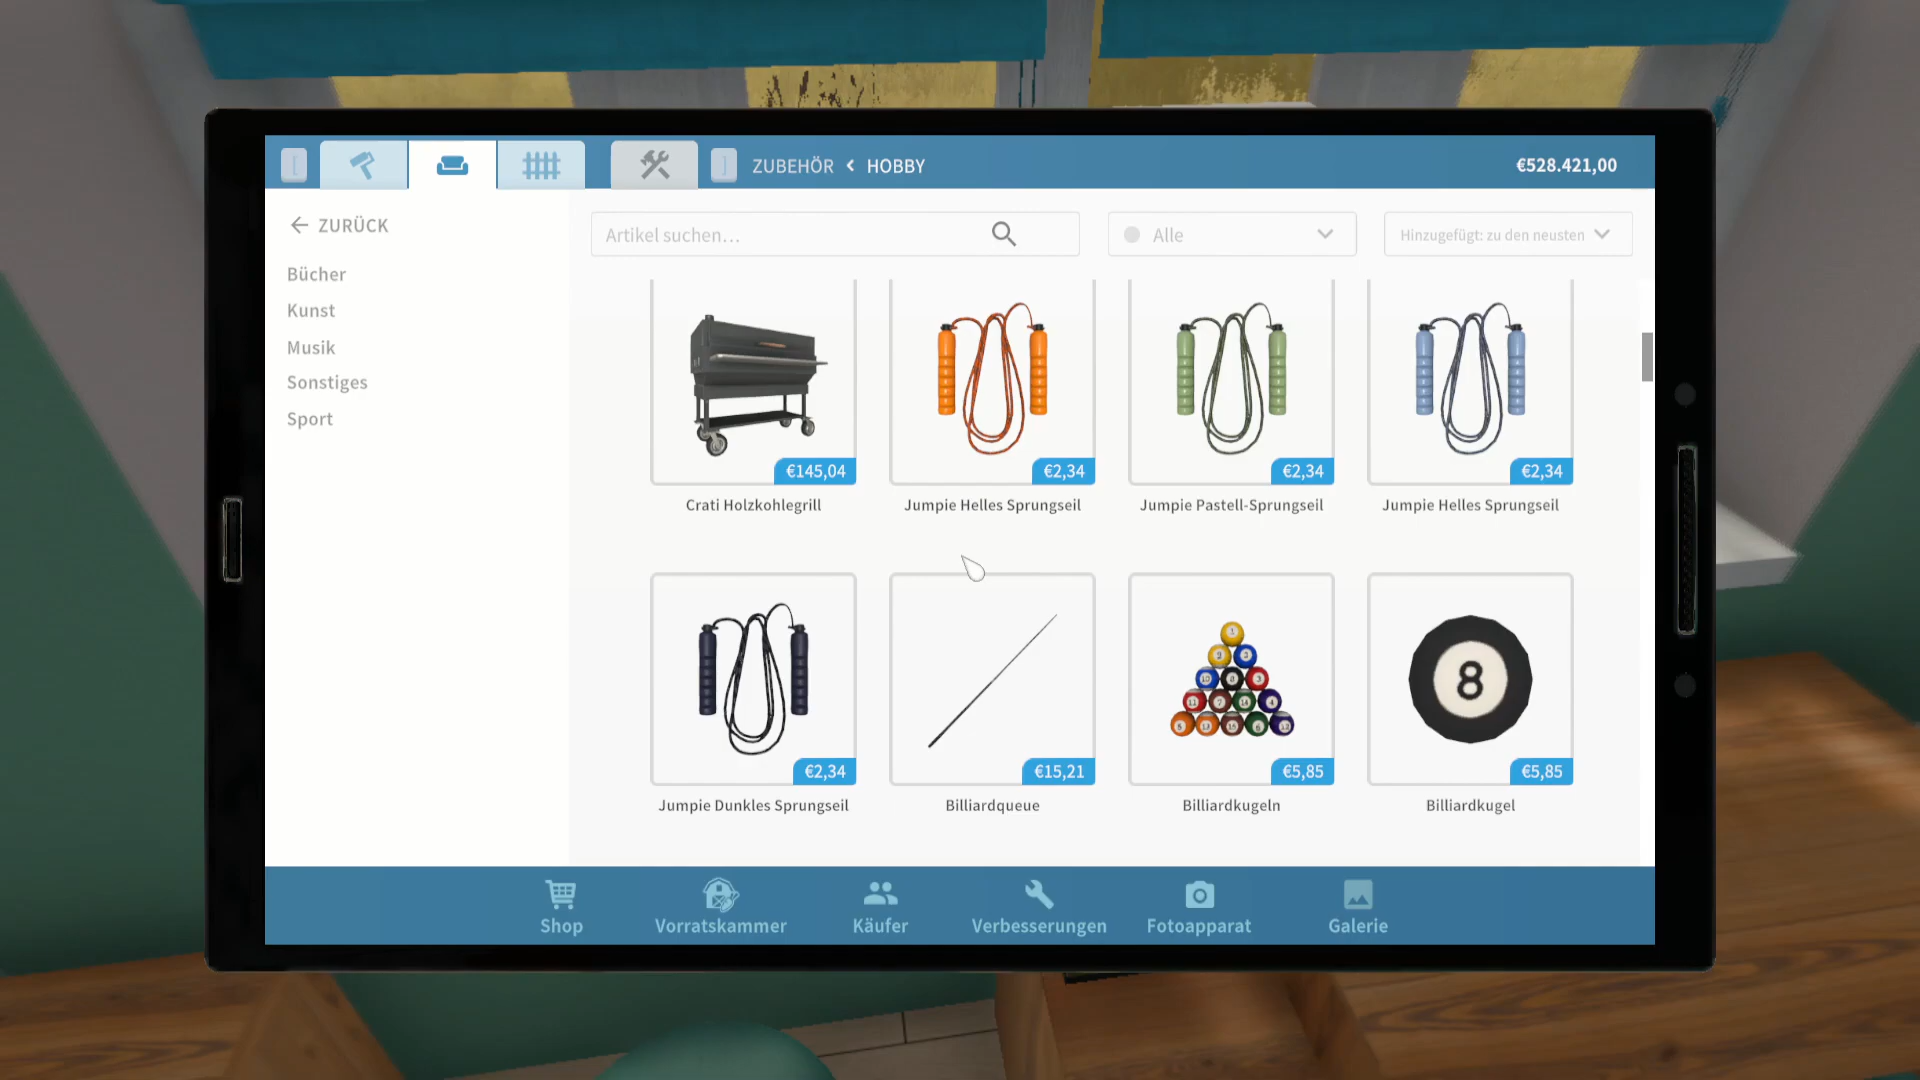 [
]
ZUBEHÖR < HOBBY
€528.421,00
← ZURÜCK
Bücher
Kunst
Musik
Sonstiges
Sport
Artikel suchen...
Alle
Hinzugefügt: zu den neusten
€145,04
€2,34
€2,34
€2,34
Crati Holzkohlegrill
Jumpie Helles Sprungseil
Jumpie Pastell-Sprungseil
Jumpie Helles Sprungseil
8
€2,34
€15,21
€5,85
€5,85
Jumpie Dunkles Sprungseil
Billiardqueue
Billiardkugeln
Billiardkugel
Shop
Vorratskammer
Käufer
Verbesserungen
Fotoapparat
Galerie